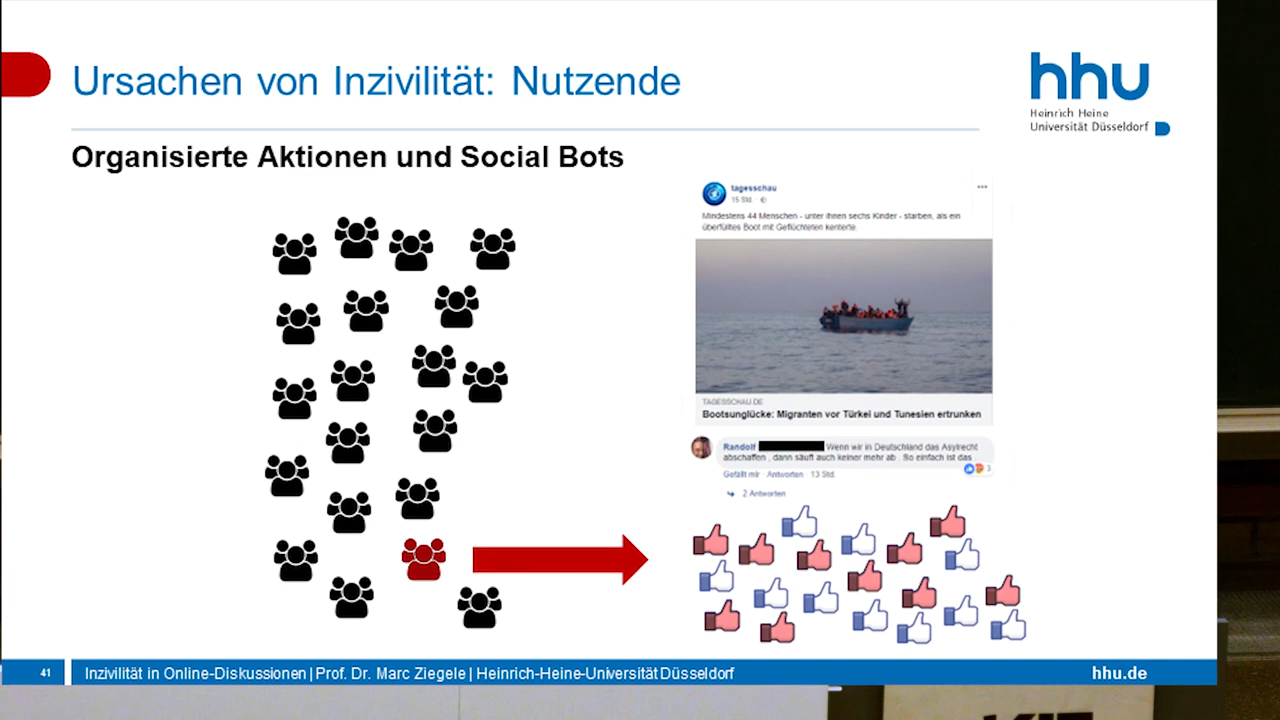 Ursachen von Inzivilität: Nutzende
hhu
Heinrich Heine
Universität Düsseldorf
Organisierte Aktionen und Social Bots
tagesschau
15 Std.
Mindestens 44 Menschen - unter ihnen sechs Kinder - starben, als ein
überfülltes Boot mit Geflüchteten kenterte.
TAGESSCHAU.DE
Bootsunglücke: Migranten vor Türkei und Tunesien ertrunken
Randolf Wenn wir in Deutschland das Asylrecht
abschaffen , dann säuft auch keiner mehr ab . So einfach ist das .
3
Gefällt mir · Antworten · 13 Std.
2 Antworten
41 Inzivilität in Online-Diskussionen | Prof. Dr. Marc Ziegele | Heinrich-Heine-Universität Düsseldorf hhu.de